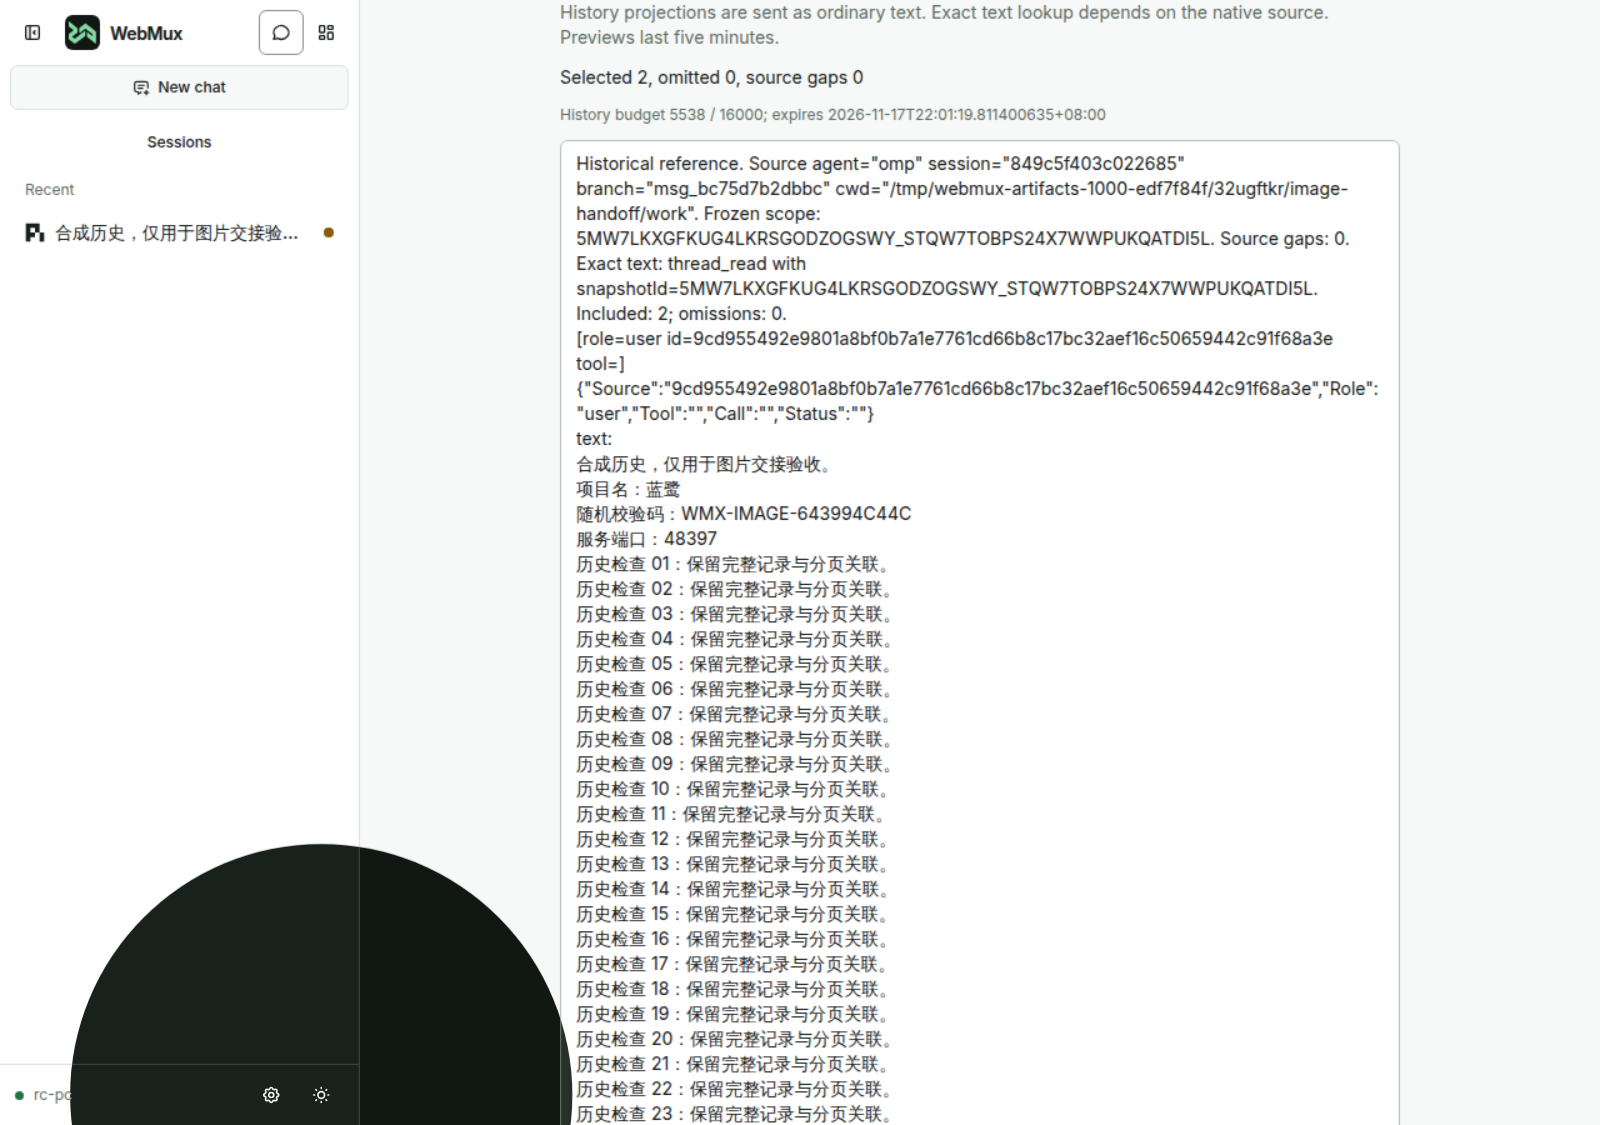 WebMux
New chat
Sessions
Recent
合成历史，仅用于图片交接验...
rc-pc
History projections are sent as ordinary text. Exact text lookup depends on the native source.
Previews last five minutes.
Selected 2, omitted 0, source gaps 0
History budget 5538 / 16000; expires 2026-11-17T22:01:19.811400635+08:00
Historical reference. Source agent="omp" session="849c5f403c022685"
branch="msg_bc75d7b2dbbc" cwd="/tmp/webmux-artifacts-1000-edf7f84f/32ugftkr/image-
handoff/work". Frozen scope:
5MW7LKXGFKUG4LKRSGODZOGSWY_STQW7TOBPS24X7WWPUKQATDI5L. Source gaps: 0.
Exact text: thread_read with
snapshotId=5MW7LKXGFKUG4LKRSGODZOGSWY_STQW7TOBPS24X7WWPUKQATDI5L.
Included: 2; omissions: 0.
[role=user id=9cd955492e9801a8bf0b7a1e7761cd66b8c17bc32aef16c50659442c91f68a3e
tool=]
{"Source":"9cd955492e9801a8bf0b7a1e7761cd66b8c17bc32aef16c50659442c91f68a3e","Role":
"user","Tool":"","Call":"","Status":""}
text:
合成历史，仅用于图片交接验收。
项目名：蓝鹭
随机校验码：WMX-IMAGE-643994C44C
服务端口：48397
历史检查 01：保留完整记录与分页关联。
历史检查 02：保留完整记录与分页关联。
历史检查 03：保留完整记录与分页关联。
历史检查 04：保留完整记录与分页关联。
历史检查 05：保留完整记录与分页关联。
历史检查 06：保留完整记录与分页关联。
历史检查 07：保留完整记录与分页关联。
历史检查 08：保留完整记录与分页关联。
历史检查 09：保留完整记录与分页关联。
历史检查 10：保留完整记录与分页关联。
历史检查 11：保留完整记录与分页关联。
历史检查 12：保留完整记录与分页关联。
历史检查 13：保留完整记录与分页关联。
历史检查 14：保留完整记录与分页关联。
历史检查 15：保留完整记录与分页关联。
历史检查 16：保留完整记录与分页关联。
历史检查 17：保留完整记录与分页关联。
历史检查 18：保留完整记录与分页关联。
历史检查 19：保留完整记录与分页关联。
历史检查 20：保留完整记录与分页关联。
历史检查 21：保留完整记录与分页关联。
历史检查 22：保留完整记录与分页关联。
历史检查 23：保留完整记录与分页关联。